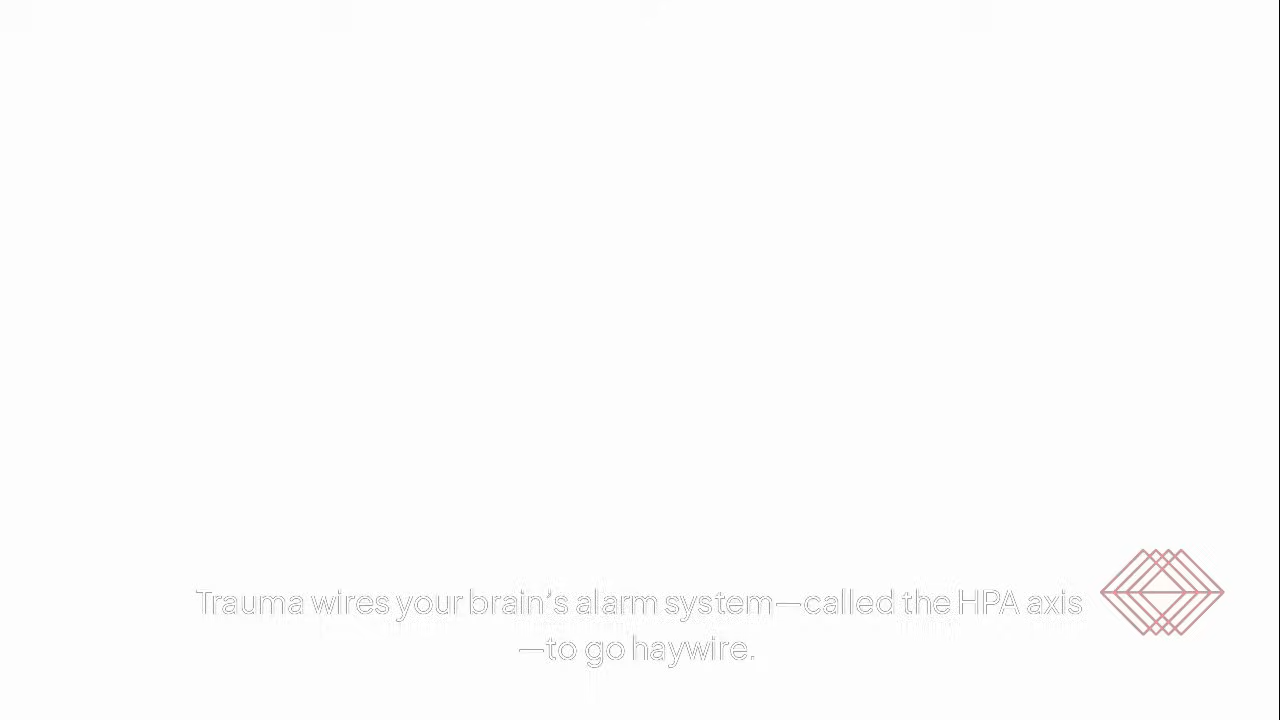 Trauma wires your brain’s alarm system—called the HPA axis
—to go haywire.